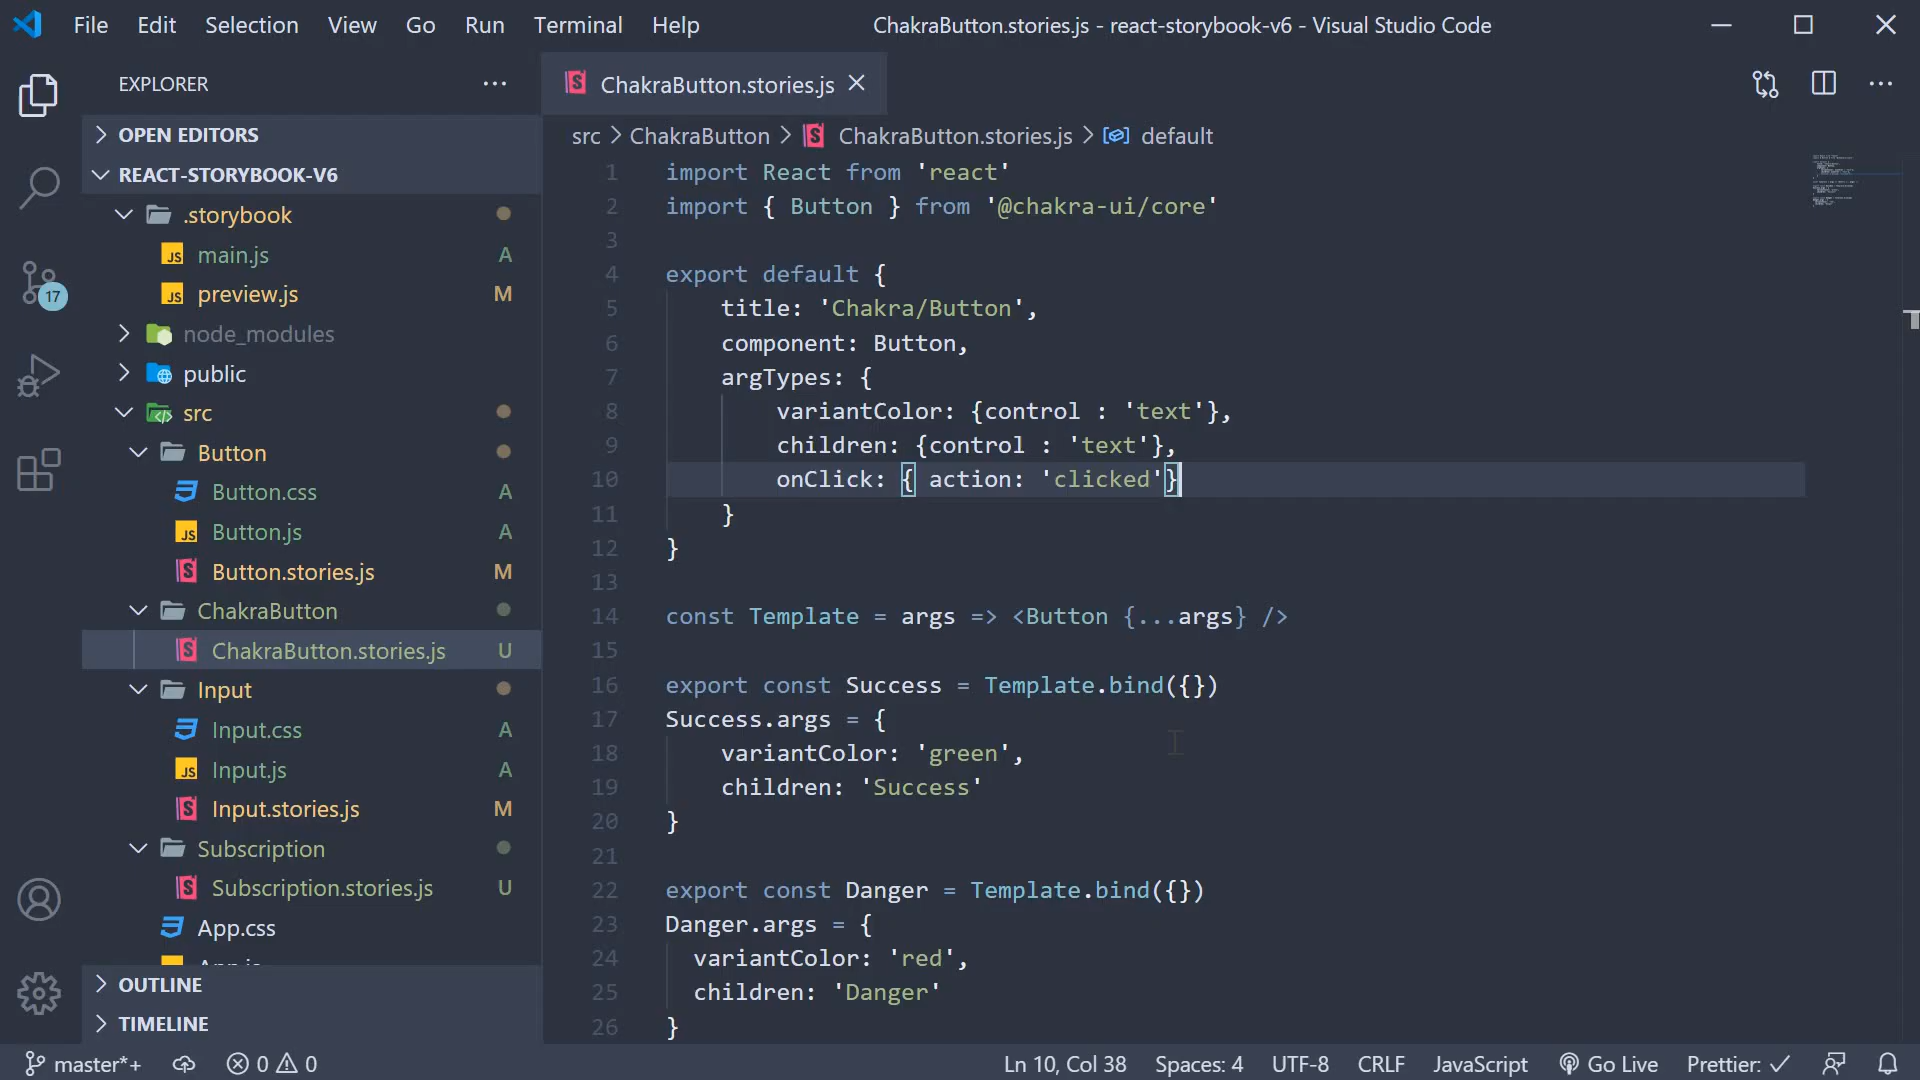 File Edit Selection View Go Run Terminal Help
ChakraButton.stories.js - react-storybook-v6 - Visual Studio Code
EXPLORER
OPEN EDITORS
REACT-STORYBOOK-V6
.storybook
main.js A
preview.js M
node_modules
public
src
Button
Button.css A
Button.js A
Button.stories.js M
ChakraButton
ChakraButton.stories.js U
Input
Input.css A
Input.js A
Input.stories.js M
Subscription
Subscription.stories.js U
App.css
OUTLINE
TIMELINE
17
ChakraButton.stories.js
src > ChakraButton > ChakraButton.stories.js > default
1 import React from 'react'
2 import { Button } from '@chakra-ui/core'
3
4 export default {
5 title: 'Chakra/Button',
6 component: Button,
7 argTypes: {
8 variantColor: {control : 'text'},
9 children: {control : 'text'},
10 onClick: { action: 'clicked'}
11 }
12 }
13
14 const Template = args => <Button {...args} />
15
16 export const Success = Template.bind({})
17 Success.args = {
18 variantColor: 'green',
19 children: 'Success'
20 }
21
22 export const Danger = Template.bind({})
23 Danger.args = {
24 variantColor: 'red',
25 children: 'Danger'
26 }
master*+ 0 0 Ln 10, Col 38 Spaces: 4 UTF-8 CRLF JavaScript Go Live Prettier: ✓